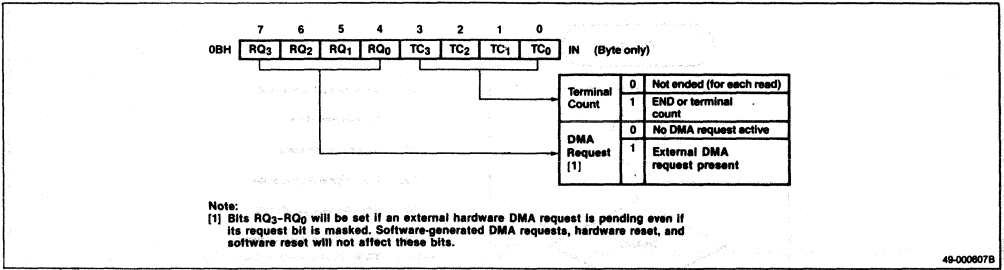 7 6 5 4 3 2 1 0
0BH RQ3 RQ2 RQ1 RQ0 TC3 TC2 TC1 TC0 IN (Byte only)
Terminal Count
0 Not ended (for each read)
1 END or terminal count
DMA Request [1]
0 No DMA request active
1 External DMA request present
Note:
[1] Bits RQ3–RQ0 will be set if an external hardware DMA request is pending even if
its request bit is masked. Software-generated DMA requests, hardware reset, and
software reset will not affect these bits.
49-000607B